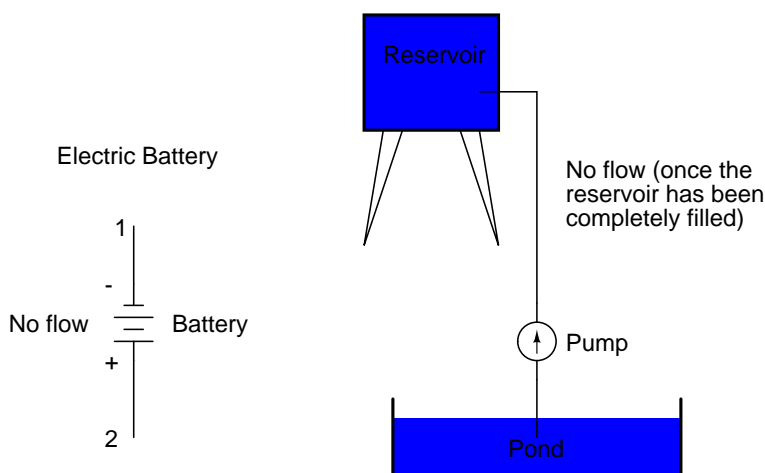 Reservoir
Electric Battery
No flow (once the
reservoir has been
completely filled)
1
-
No flow
Battery
+
2
Pump
Pond